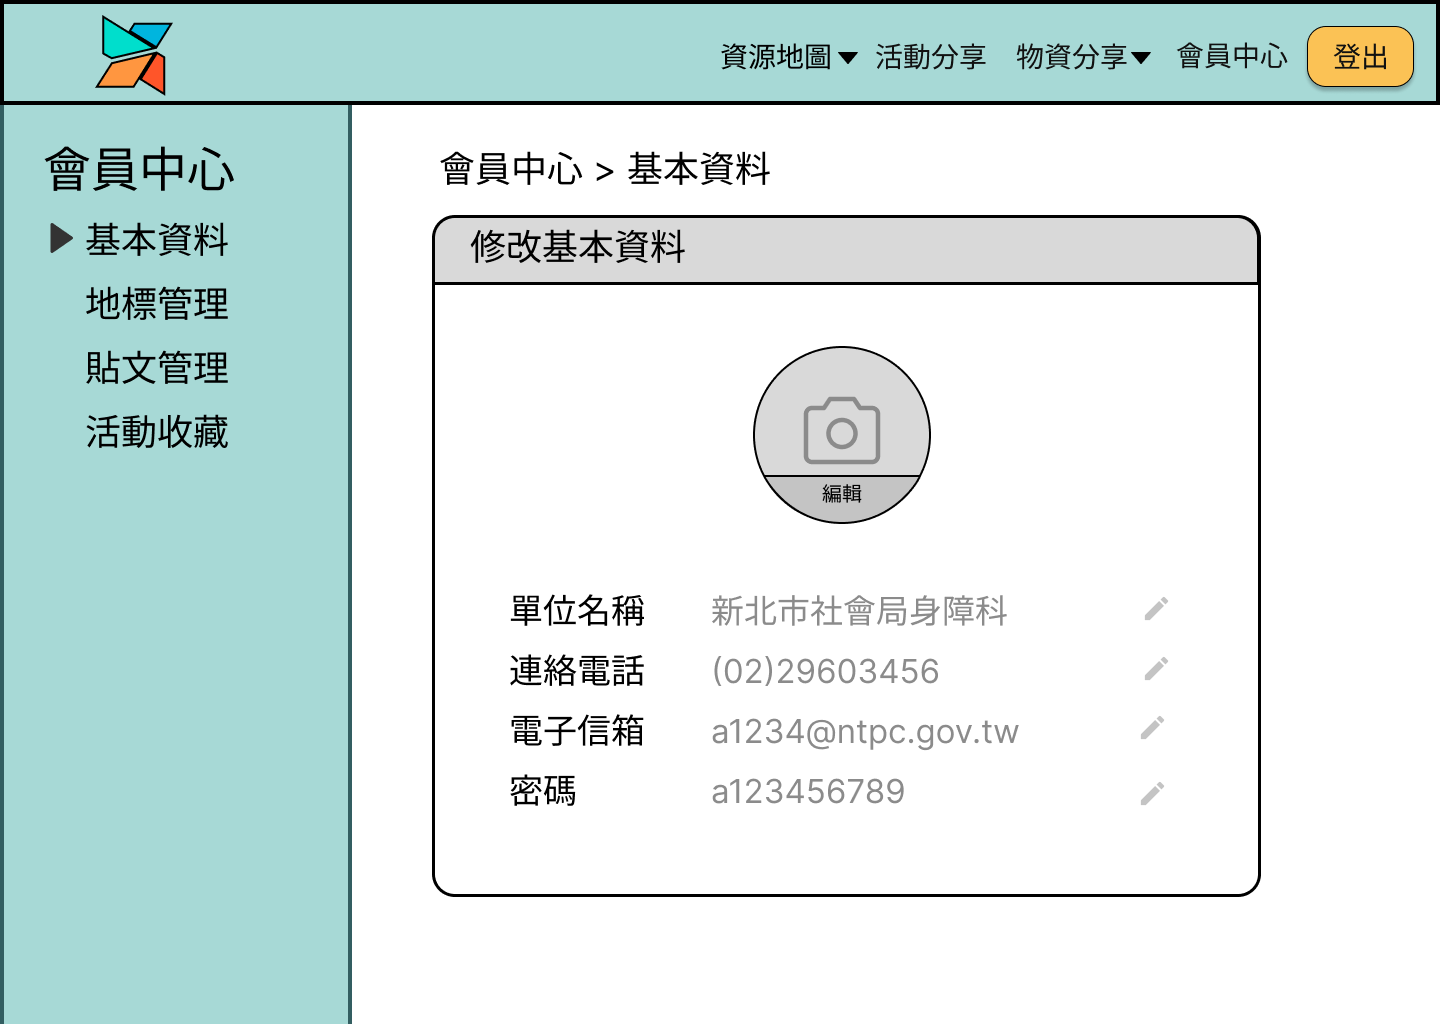 資源地圖 活動分享 物資分享 會員中心 登出
會員中心
基本資料
地標管理
貼文管理
活動收藏
會員中心 > 基本資料
修改基本資料
編輯
單位名稱 新北市社會局身障科
連絡電話 (02)29603456
電子信箱 a1234@ntpc.gov.tw
密碼 a123456789